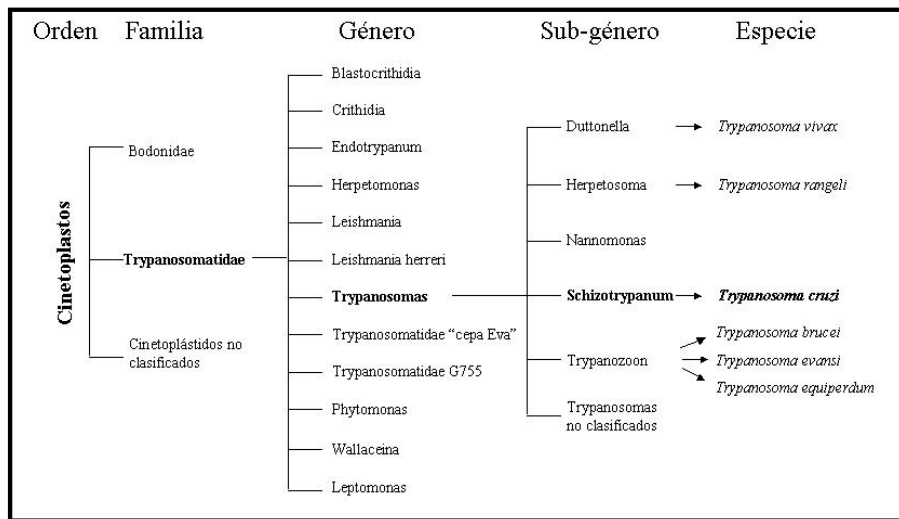 Orden Familia Género Sub-género Especie
Cinetoplastos
Bodonidae
Trypanosomatidae
Cinetoplástidos no
clasificados
Blastocrithidia
Crithidia
Endotrypanum
Herpetomonas
Leishmania
Leishmania herreri
Trypanosomas
Trypanosomatidae “cepa Eva”
Trypanosomatidae G755
Phytomonas
Wallaceina
Leptomonas
Duttonella
Herpetosoma
Nannomonas
Schizotrypanum
Trypanozoon
Trypanosomas
no clasificados
Trypanosoma vivax
Trypanosoma rangeli
Trypanosoma cruzi
Trypanosoma brucei
Trypanosoma evansi
Trypanosoma equiperdum